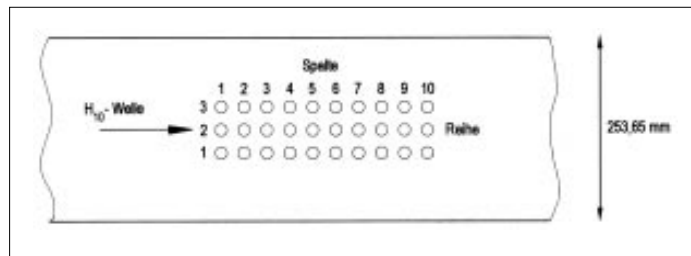 Spalte
1 2 3 4 5 6 7 8 9 10
H10-Welle
3
2
Reihe
1
253,65 mm